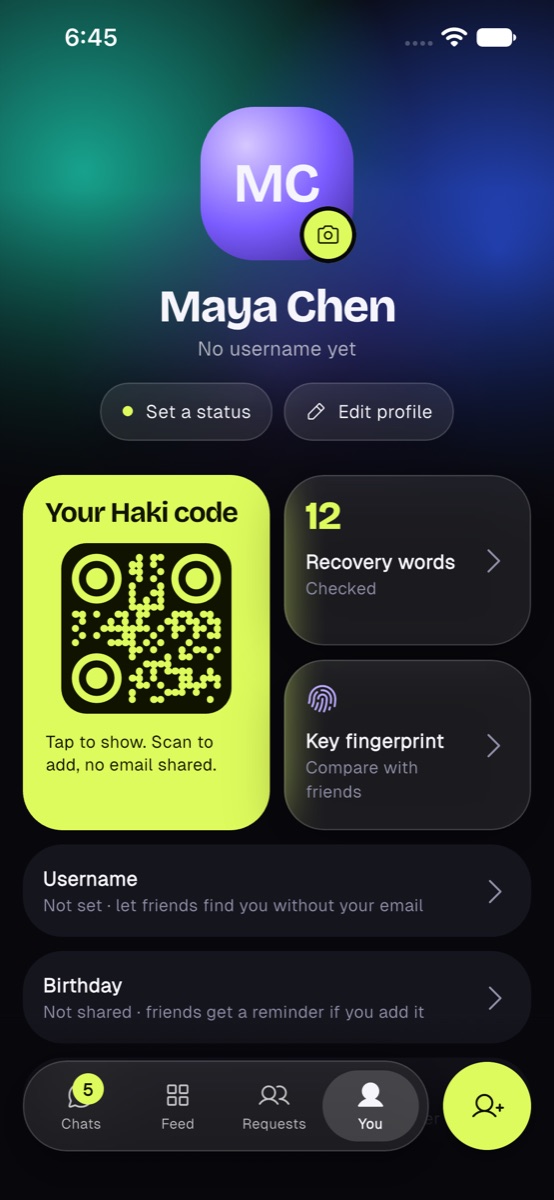 6:45
MC
Maya Chen
No username yet
Set a status
Edit profile
Your Haki code
Tap to show. Scan to
add, no email shared.
12
Recovery words
Checked
Key fingerprint
Compare with
friends
Username
Not set · let friends find you without your email
Birthday
Not shared · friends get a reminder if you add it
5
Chats
Feed
Requests
You